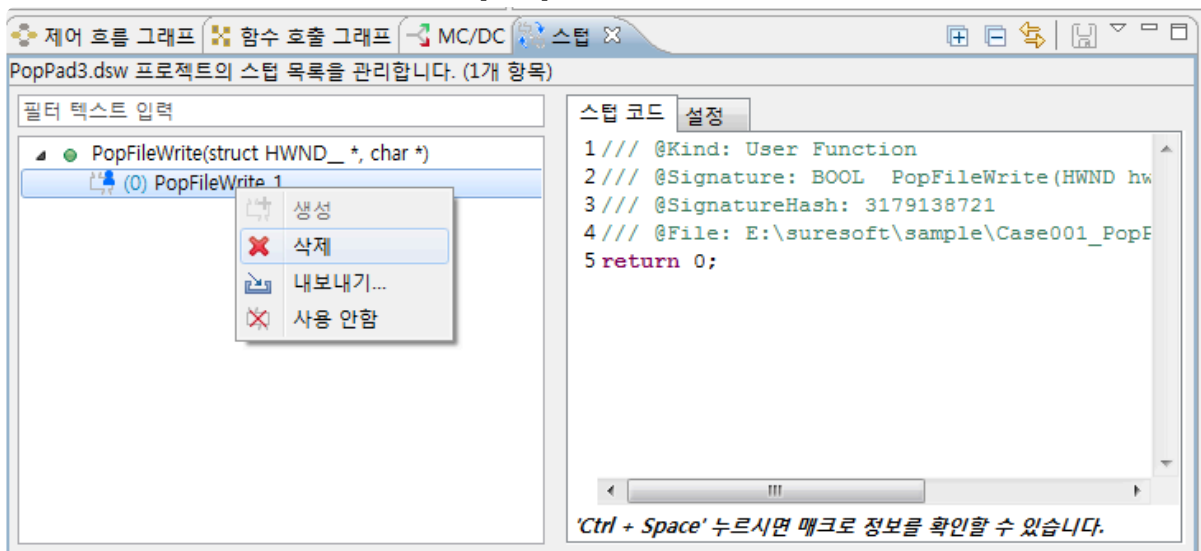 제어 흐름 그래프 함수 호출 그래프 MC/DC 스텁
PopPad3.dsw 프로젝트의 스텁 목록을 관리합니다. (1개 항목)
필터 텍스트 입력
PopFileWrite(struct HWND__ *, char *)
(0) PopFileWrite_1
생성
삭제
내보내기...
사용 안함
스텁 코드 설정
1/// @Kind: User Function
2/// @Signature: BOOL PopFileWrite(HWND hw
3/// @SignatureHash: 3179138721
4/// @File: E:\suresoft\sample\Case001_PopP
5 return 0;
'Ctrl + Space' 누르시면 매크로 정보를 확인할 수 있습니다.